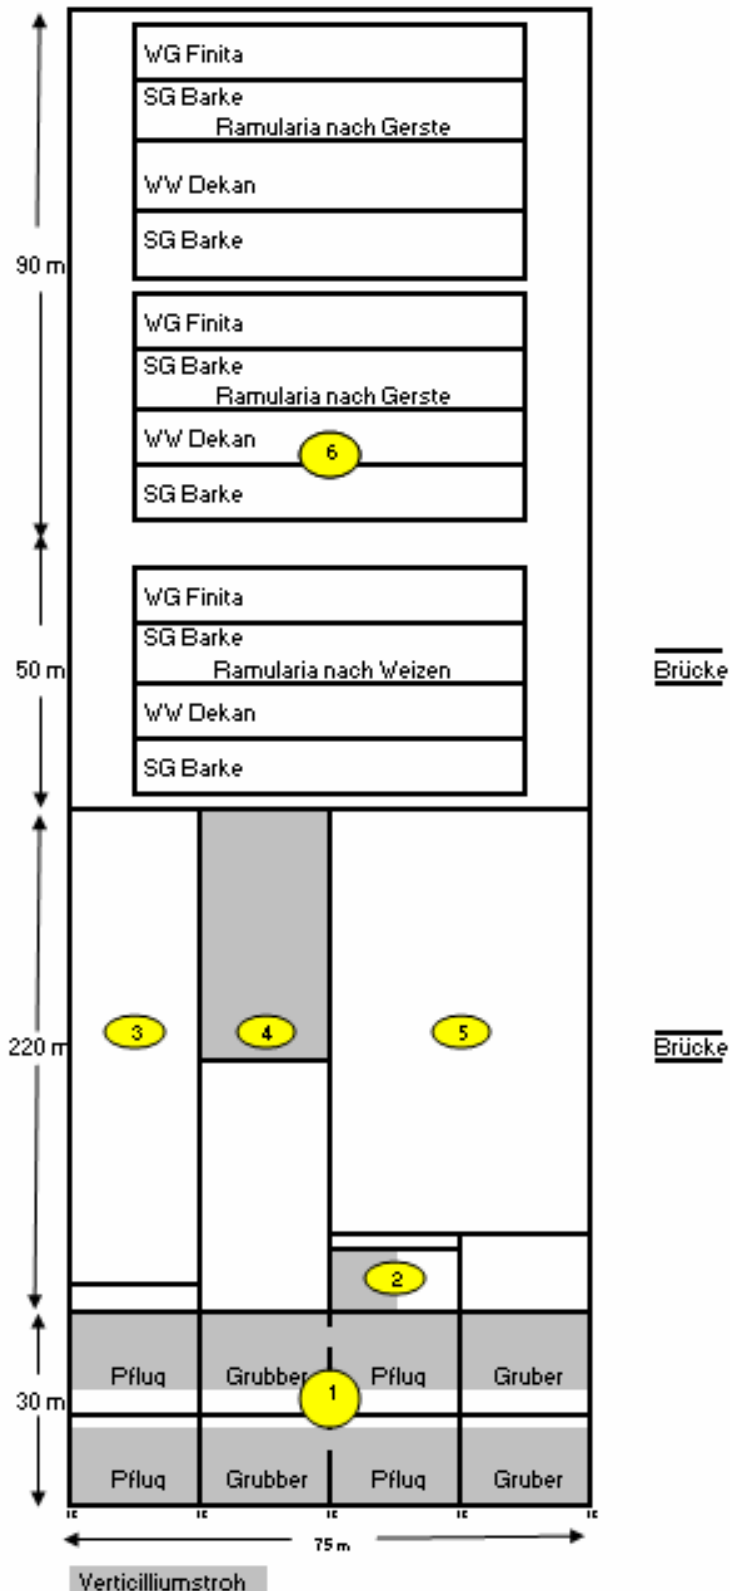 WG Finita
SG Barke
Ramularia nach Gerste
WW Dekan
SG Barke
90 m
WG Finita
SG Barke
Ramularia nach Gerste
WW Dekan
6
SG Barke
WG Finita
SG Barke
Ramularia nach Weizen
50 m
Brücke
WW Dekan
SG Barke
3
4
5
220 m
Brücke
2
Pflug Grubber Pflug Gruber
1
30 m
Pflug Grubber Pflug Gruber
75 m
Verticilliumstroh